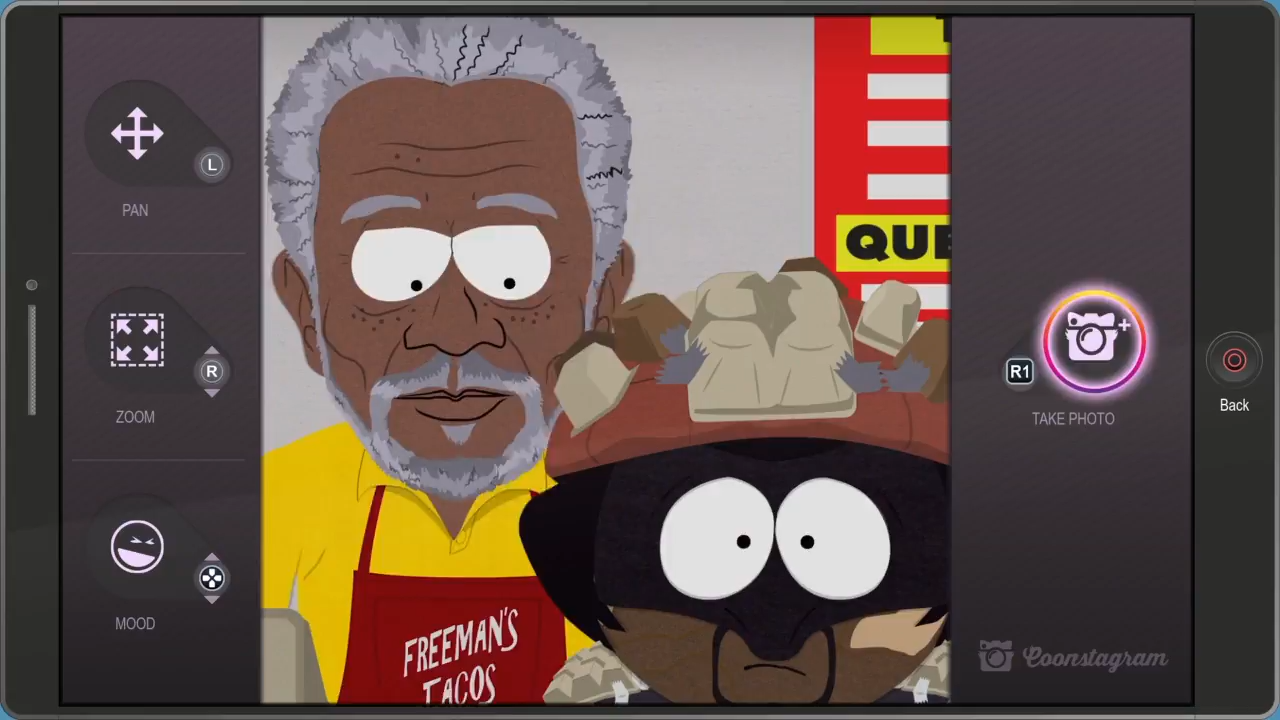 PAN
L
ZOOM
R
MOOD
QUE
FREEMAN'S
TACOS
R1
TAKE PHOTO
Back
Coonstagram